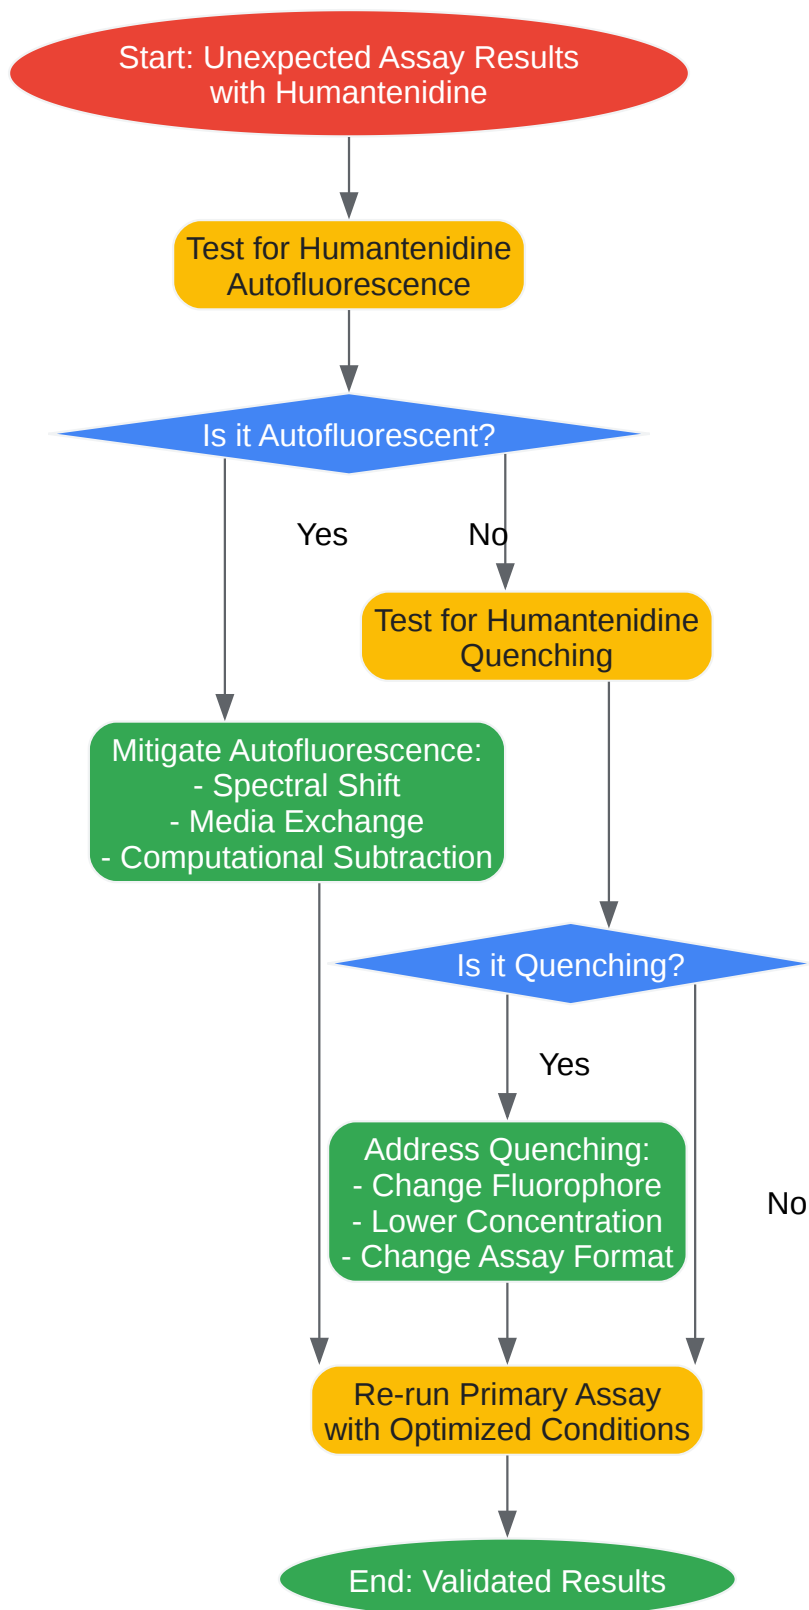 Start: Unexpected Assay Results
with Humantenidine
Test for Humantenidine
Autofluorescence
Is it Autofluorescent?
Yes
No
Test for Humantenidine
Quenching
Mitigate Autofluorescence:
- Spectral Shift
- Media Exchange
- Computational Subtraction
Is it Quenching?
Yes
Address Quenching:
- Change Fluorophore
- Lower Concentration
- Change Assay Format
No
Re-run Primary Assay
with Optimized Conditions
End: Validated Results